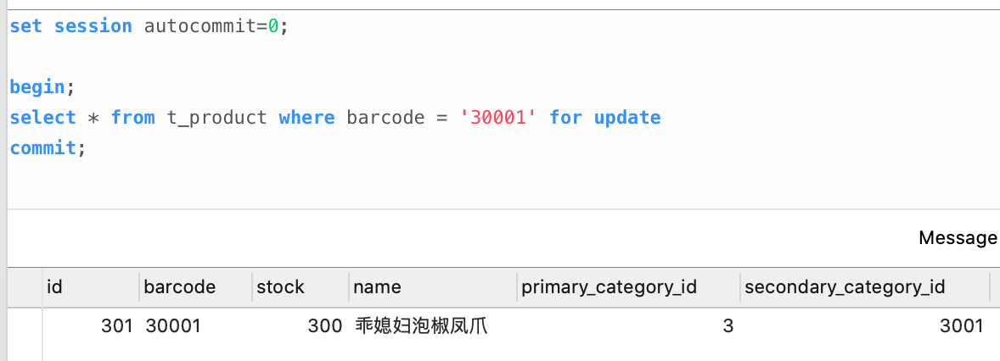 set session autocommit=0;
begin;
select * from t_product where barcode = '30001' for update
commit;
Message
id barcode stock name primary_category_id secondary_category_id
301 30001 300 乖媳妇泡椒凤爪 3 3001